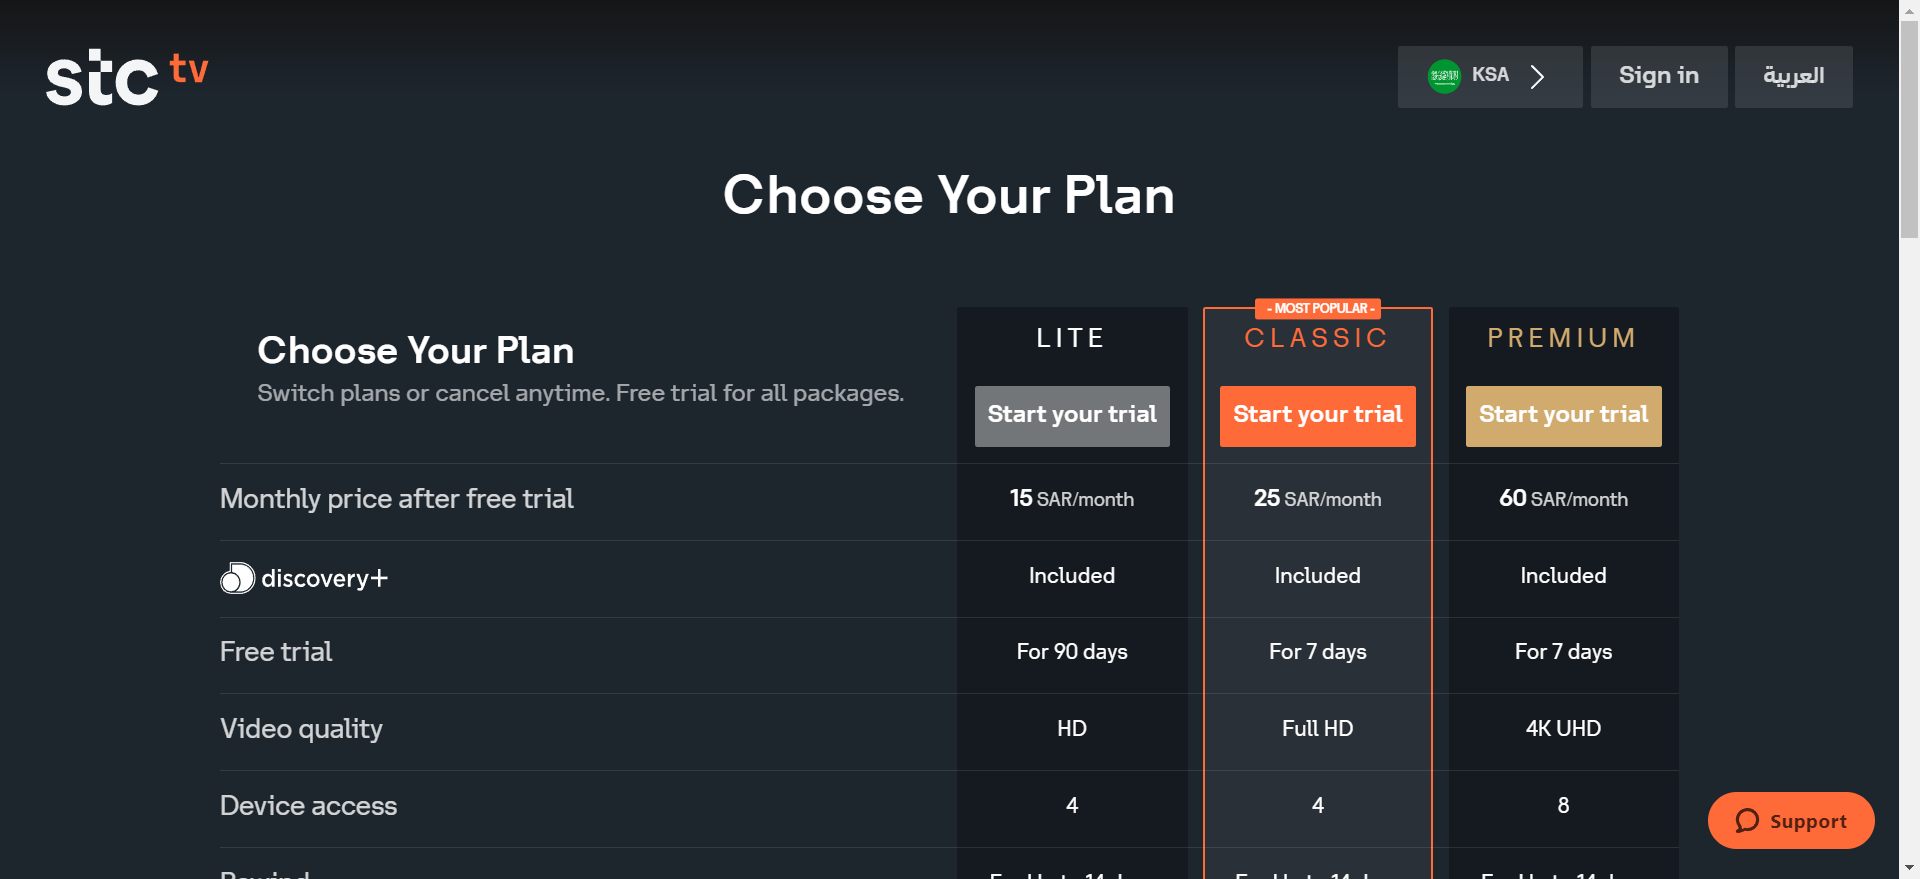 stc tv
KSA
Sign in
العربية
Choose Your Plan
Choose Your Plan
Switch plans or cancel anytime. Free trial for all packages.
LITE
- MOST POPULAR -
CLASSIC
PREMIUM
Start your trial
Start your trial
Start your trial
Monthly price after free trial
15 SAR/month
25 SAR/month
60 SAR/month
discovery+
Included
Included
Included
Free trial
For 90 days
For 7 days
For 7 days
Video quality
HD
Full HD
4K UHD
Device access
4
4
8
Support